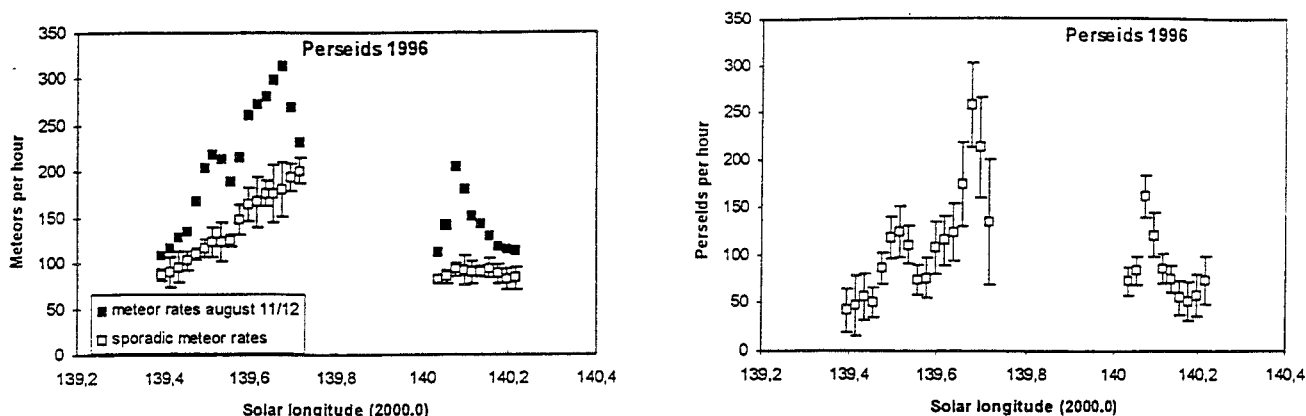 350
300
250
200
150
100
50
0
Meteors per hour
Perseids 1996
meteor rates august 11/12
sporadic meteor rates
139,2 139,4 139,6 139,8 140 140,2 140,4
Solar longitude (2000.0)
350
300
250
200
150
100
50
0
Perseids per hour
Perseids 1996
139,2 139,4 139,6 139,8 140 140,2 140,4
Solar longitude (2000.0)